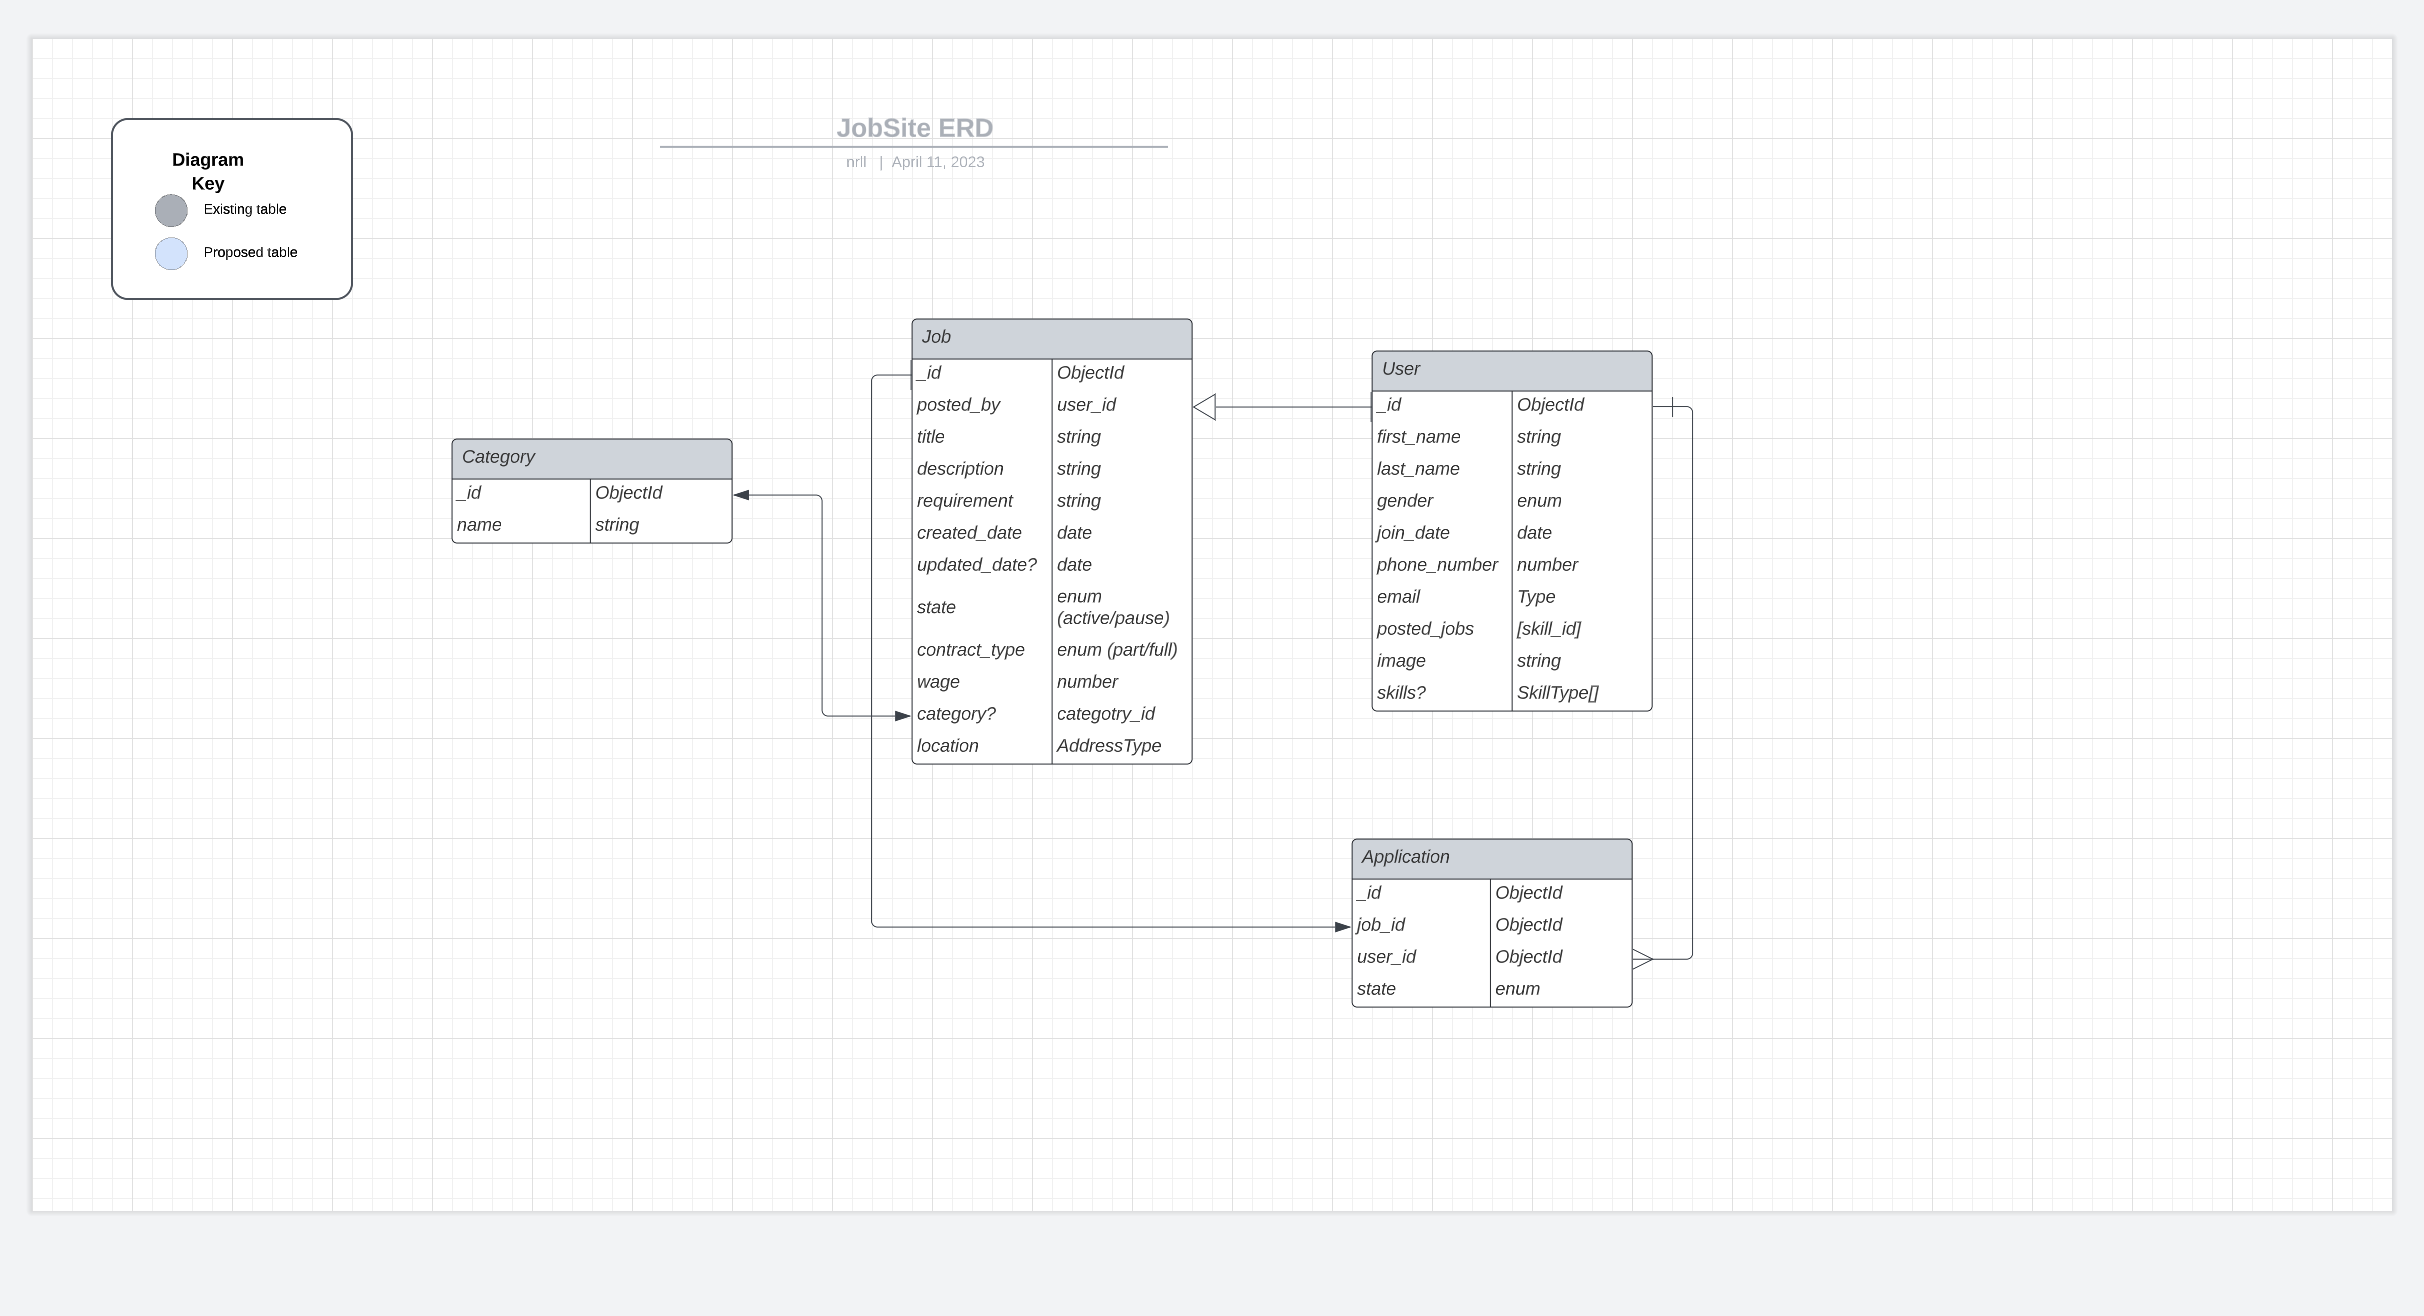 JobSite ERD
nrll | April 11, 2023
Diagram
Key
Existing table
Proposed table
Job
_id ObjectId
posted_by user_id
title string
description string
requirement string
created_date date
updated_date? date
state enum
(active/pause)
contract_type enum (part/full)
wage number
category? categotry_id
location AddressType
User
_id ObjectId
first_name string
last_name string
gender enum
join_date date
phone_number number
email Type
posted_jobs [skill_id]
image string
skills? SkillType[]
Category
_id ObjectId
name string
Application
_id ObjectId
job_id ObjectId
user_id ObjectId
state enum